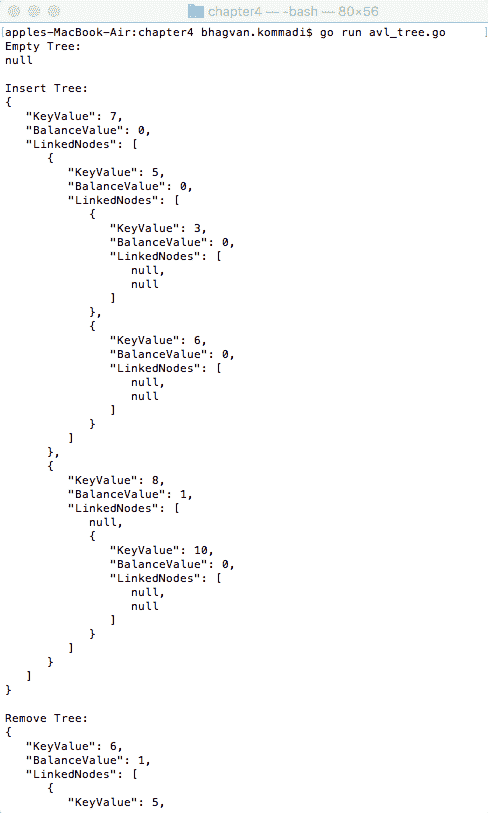 chapter4 — -bash — 80×56
[apples-MacBook-Air:chapter4 bhagvan.kommadi$ go run avl_tree.go ]
Empty Tree:
null

Insert Tree:
{
   "KeyValue": 7,
   "BalanceValue": 0,
   "LinkedNodes": [
      {
         "KeyValue": 5,
         "BalanceValue": 0,
         "LinkedNodes": [
            {
               "KeyValue": 3,
               "BalanceValue": 0,
               "LinkedNodes": [
                  null,
                  null
               ]
            },
            {
               "KeyValue": 6,
               "BalanceValue": 0,
               "LinkedNodes": [
                  null,
                  null
               ]
            }
         ]
      },
      {
         "KeyValue": 8,
         "BalanceValue": 1,
         "LinkedNodes": [
            null,
            {
               "KeyValue": 10,
               "BalanceValue": 0,
               "LinkedNodes": [
                  null,
                  null
               ]
            }
         ]
      }
   ]
}

Remove Tree:
{
   "KeyValue": 6,
   "BalanceValue": 1,
   "LinkedNodes": [
      {
         "KeyValue": 5,